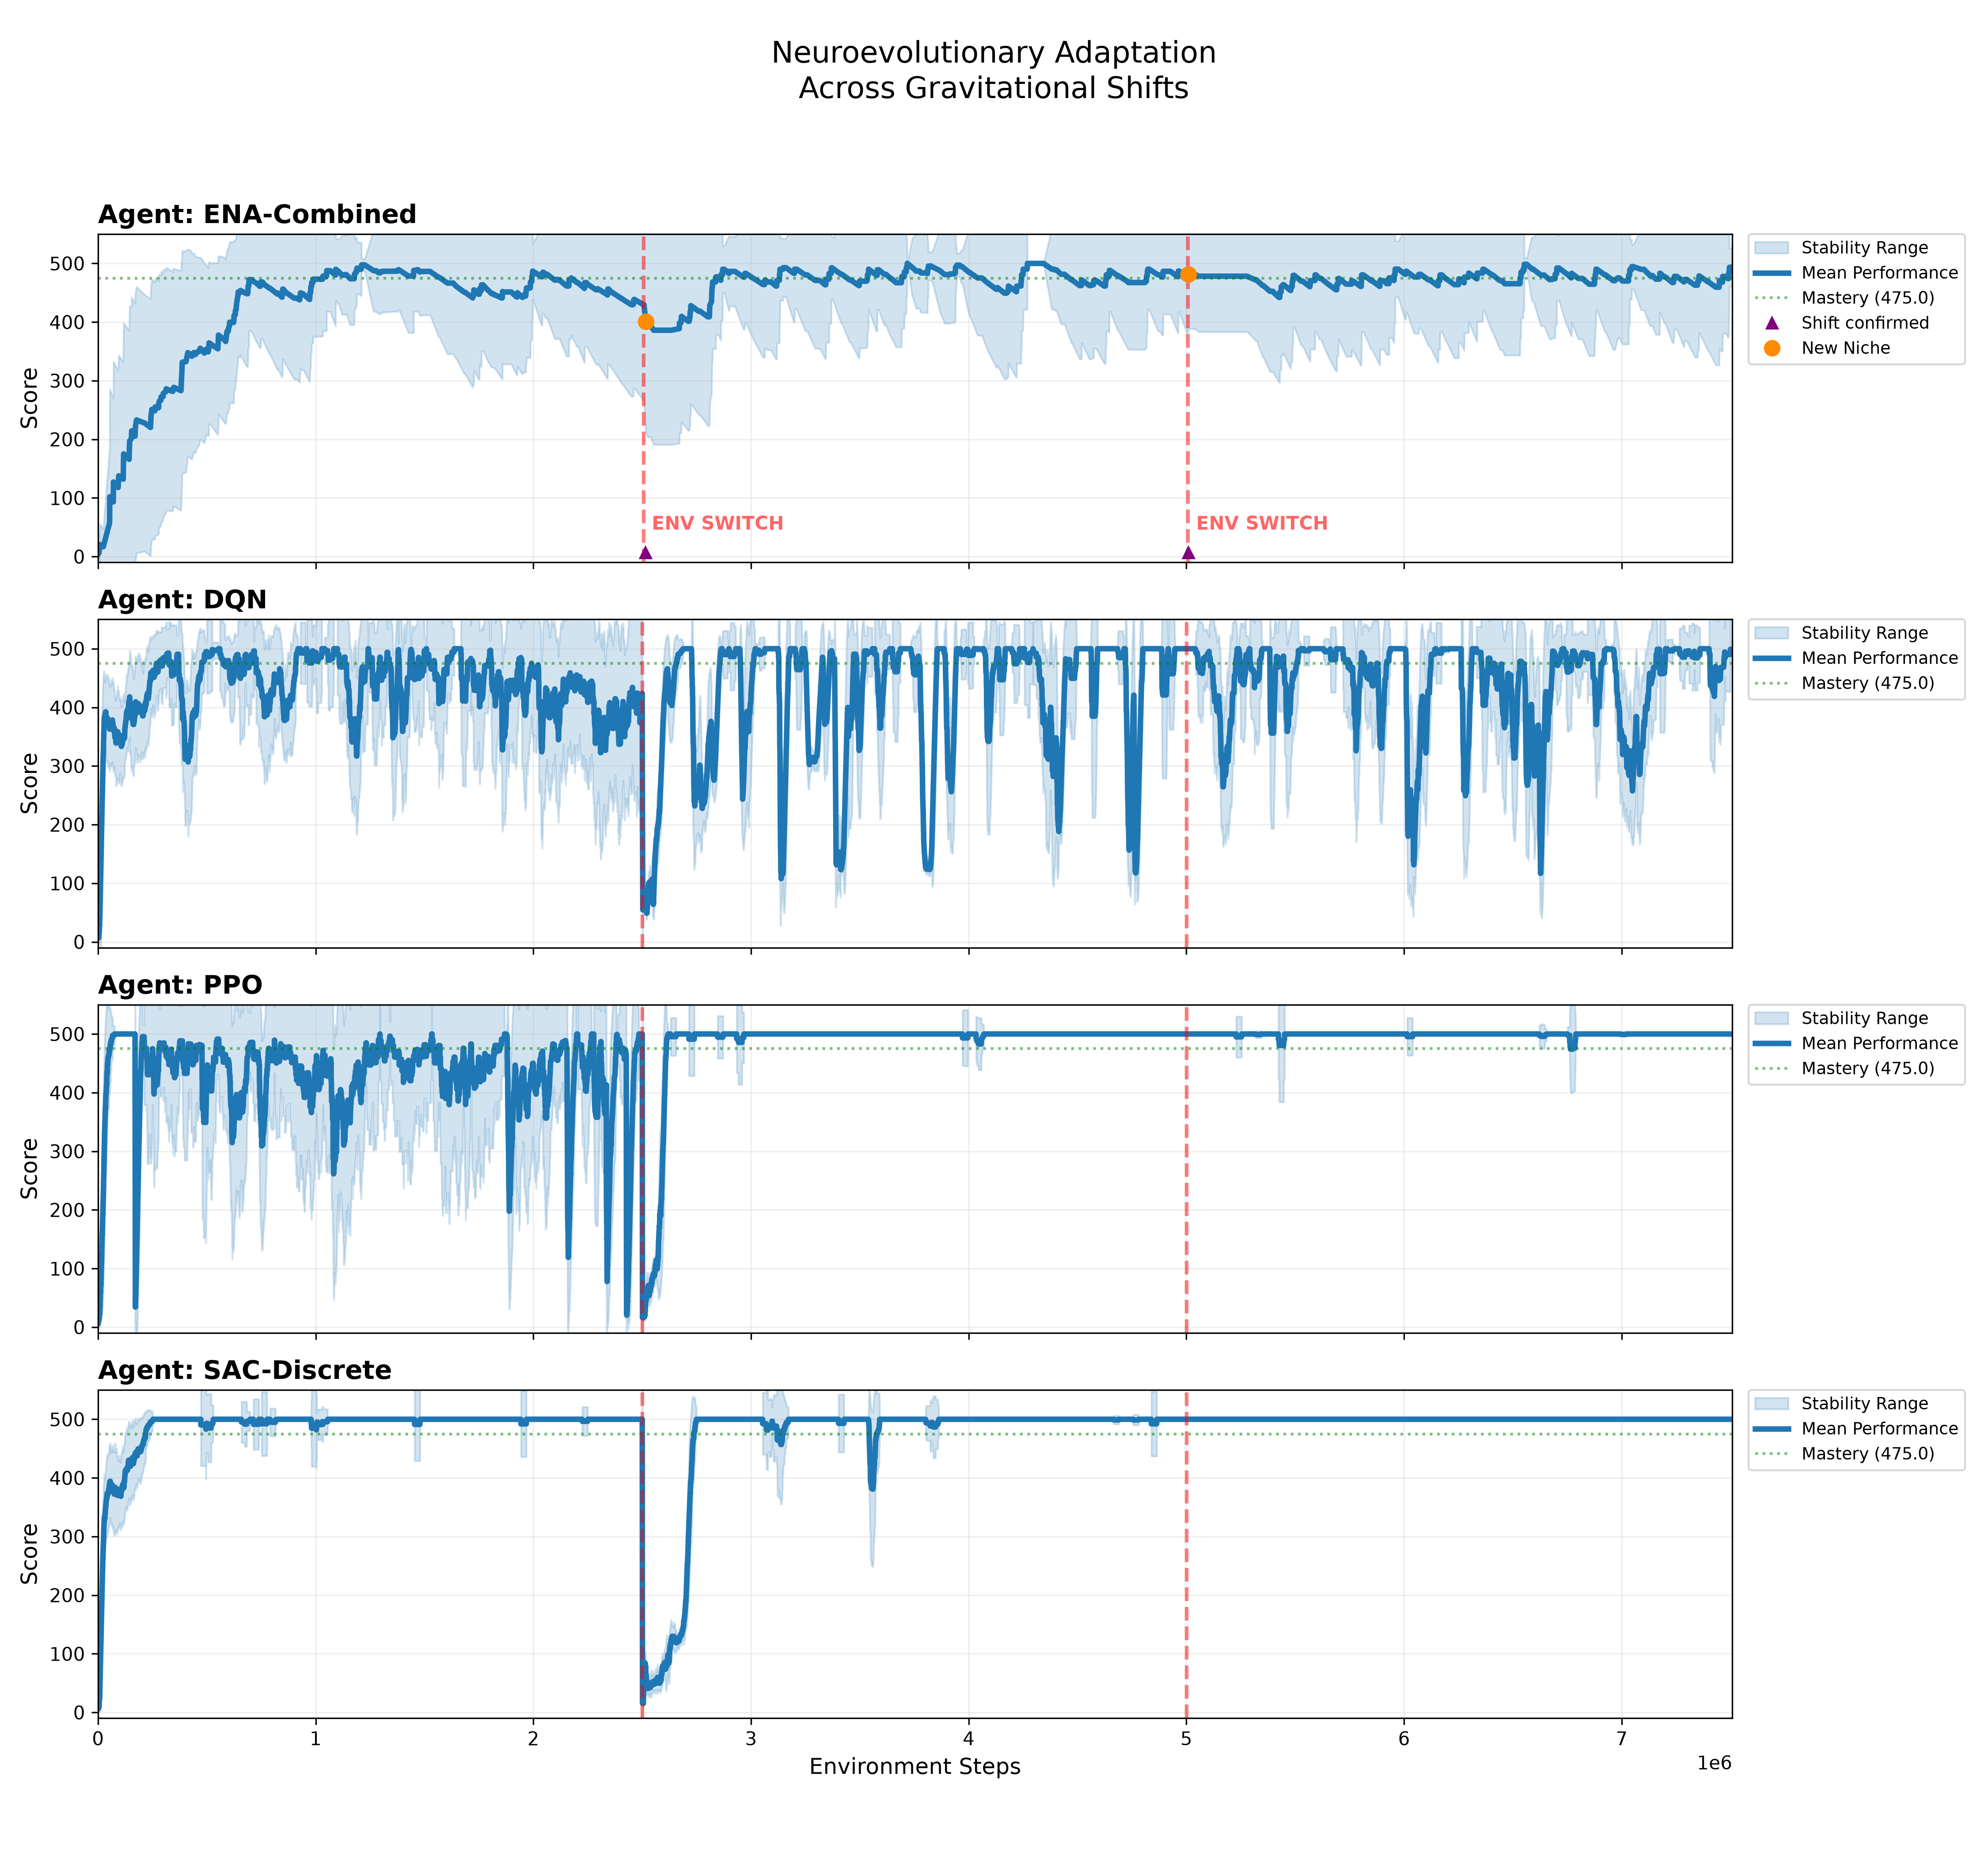 Neuroevolutionary Adaptation
Across Gravitational Shifts
Agent: ENA-Combined
Score
500
400
300
200
100
0
ENV SWITCH
ENV SWITCH
Stability Range
Mean Performance
Mastery (475.0)
Shift confirmed
New Niche
Agent: DQN
Score
500
400
300
200
100
0
Stability Range
Mean Performance
Mastery (475.0)
Agent: PPO
Score
500
400
300
200
100
0
Stability Range
Mean Performance
Mastery (475.0)
Agent: SAC-Discrete
Score
500
400
300
200
100
0
Stability Range
Mean Performance
Mastery (475.0)
0 1 2 3 4 5 6 7
1e6
Environment Steps